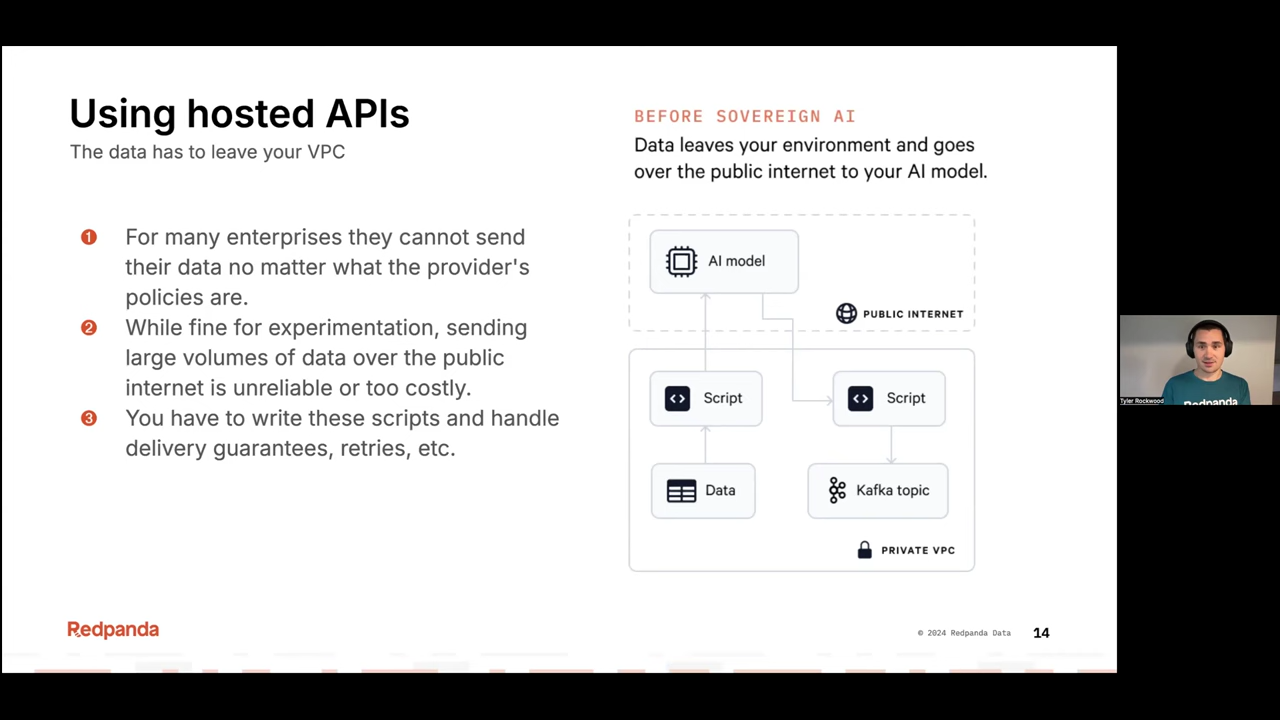 Using hosted APIs
The data has to leave your VPC
1 For many enterprises they cannot send
their data no matter what the provider's
policies are.
2 While fine for experimentation, sending
large volumes of data over the public
internet is unreliable or too costly.
3 You have to write these scripts and handle
delivery guarantees, retries, etc.
BEFORE SOVEREIGN AI
Data leaves your environment and goes
over the public internet to your AI model.
AI model
PUBLIC INTERNET
Script
Script
Data
Kafka topic
PRIVATE VPC
Redpanda
© 2024 Redpanda Data
14
Tyler Rockwood
Redpanda